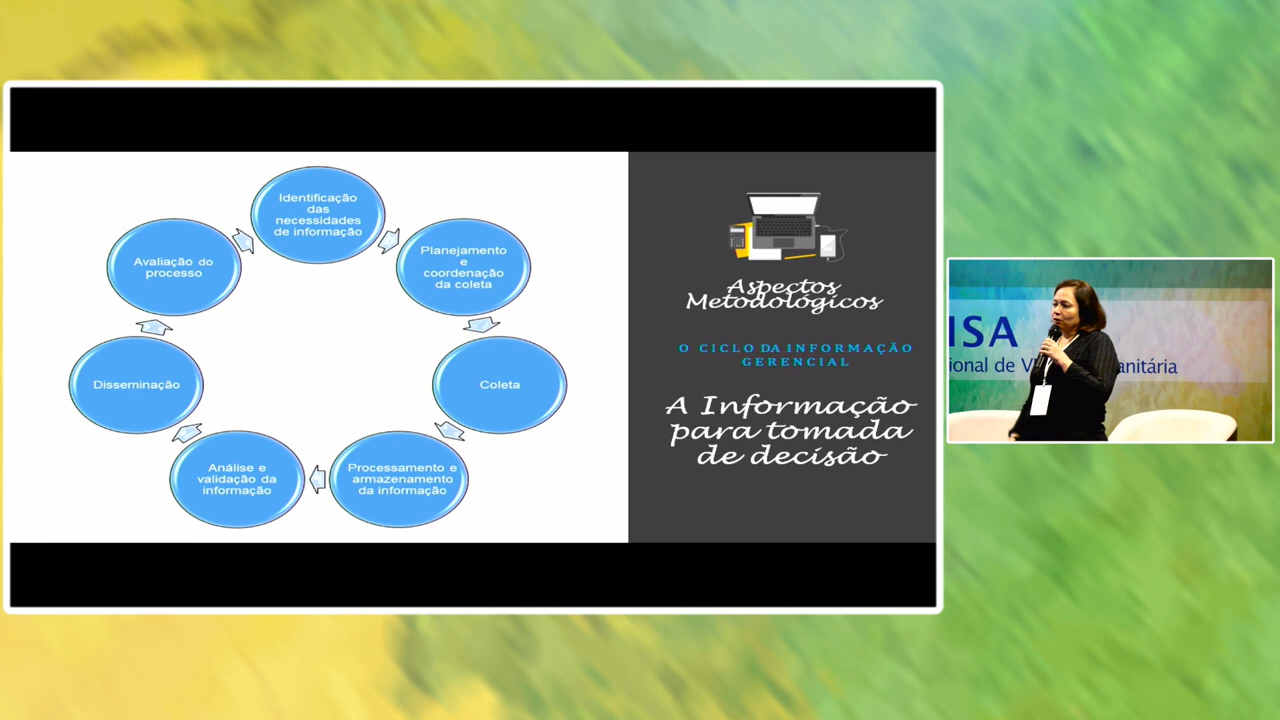 Identificação
das
necessidades
de informação
Planejamento
e
coordenação
da coleta
Coleta
Processamento e
armazenamento
da informação
Análise e
validação da
informação
Disseminação
Avaliação do
processo
Aspectos
Metodológicos
O CICLO DA INFORMAÇÃO
GERENCIAL
A Informação
para tomada
de decisão
ISA
ional de V anitária